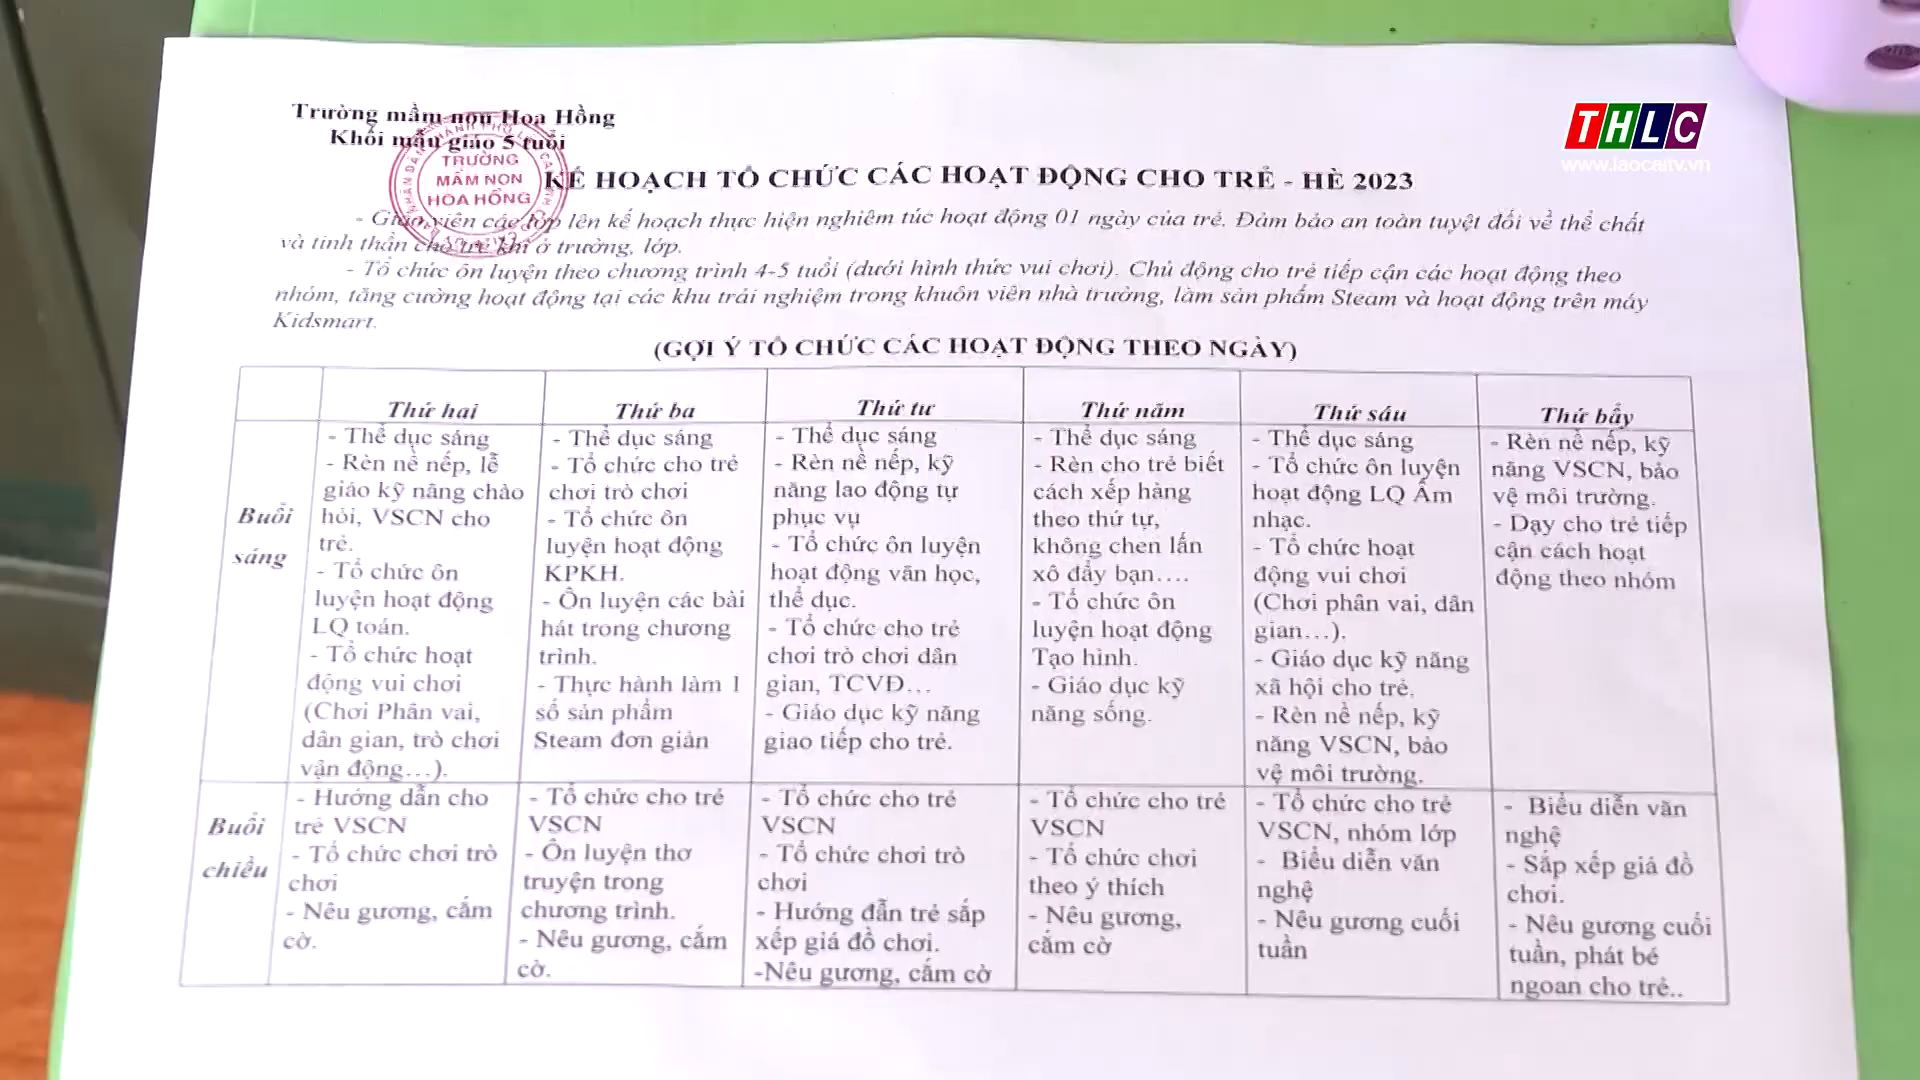 THLC
www.laocaitv.vn
Trường mầm non Hoa Hồng
Khối mẫu giáo 5 tuổi
TRƯỜNG
MẦM NON
HOA HỒNG
KẾ HOẠCH TỔ CHỨC CÁC HOẠT ĐỘNG CHO TRẺ - HÈ 2023
- Giáo viên các lớp lên kế hoạch thực hiện nghiêm túc hoạt động 01 ngày của trẻ. Đảm bảo an toàn tuyệt đối về thể chất
và tinh thần cho trẻ khi ở trường, lớp.
- Tổ chức ôn luyện theo chương trình 4-5 tuổi (dưới hình thức vui chơi). Chủ động cho trẻ tiếp cận các hoạt động theo
nhóm, tăng cường hoạt động tại các khu trải nghiệm trong khuôn viên nhà trường, làm sản phẩm Steam và hoạt động trên máy
Kidsmart.
(GỢI Ý TỔ CHỨC CÁC HOẠT ĐỘNG THEO NGÀY)
Thứ hai
Thứ ba
Thứ tư
Thứ năm
Thứ sáu
Thứ bẩy
Buổi
sáng
- Thể dục sáng
- Rèn nề nếp, lễ
giáo kỹ năng chào
hỏi, VSCN cho
trẻ.
- Tổ chức ôn
luyện hoạt động
LQ toán.
- Tổ chức hoạt
động vui chơi
(Chơi Phân vai,
dân gian, trò chơi
vận động…).
- Thể dục sáng
- Tổ chức cho trẻ
chơi trò chơi
- Tổ chức ôn
luyện hoạt động
KPKH.
- Ôn luyện các bài
hát trong chương
trình.
- Thực hành làm 1
số sản phẩm
Steam đơn giản
- Thể dục sáng
- Rèn nề nếp, kỹ
năng lao động tự
phục vụ
- Tổ chức ôn luyện
hoạt động văn học,
thể dục.
- Tổ chức cho trẻ
chơi trò chơi dân
gian, TCVĐ…
- Giáo dục kỹ năng
giao tiếp cho trẻ.
- Thể dục sáng
- Rèn cho trẻ biết
cách xếp hàng
theo thứ tự,
không chen lấn
xô đẩy bạn….
- Tổ chức ôn
luyện hoạt động
Tạo hình.
- Giáo dục kỹ
năng sống.
- Thể dục sáng
- Tổ chức ôn luyện
hoạt động LQ Âm
nhạc.
- Tổ chức hoạt
động vui chơi
(Chơi phân vai, dân
gian…).
- Giáo dục kỹ năng
xã hội cho trẻ.
- Rèn nề nếp, kỹ
năng VSCN, bảo
vệ môi trường.
- Rèn nề nếp, kỹ
năng VSCN, bảo
vệ môi trường.
- Dạy cho trẻ tiếp
cận cách hoạt
động theo nhóm
Buổi
chiều
- Hướng dẫn cho
trẻ VSCN
- Tổ chức chơi trò
chơi
- Nêu gương, cắm
cờ.
- Tổ chức cho trẻ
VSCN
- Ôn luyện thơ
truyện trong
chương trình.
- Nêu gương, cắm
cờ.
- Tổ chức cho trẻ
VSCN
- Tổ chức chơi trò
chơi
- Hướng dẫn trẻ sắp
xếp giá đồ chơi.
-Nêu gương, cắm cờ
- Tổ chức cho trẻ
VSCN
- Tổ chức chơi
theo ý thích
- Nêu gương,
cắm cờ
- Tổ chức cho trẻ
VSCN, nhóm lớp
- Biểu diễn văn
nghệ
- Nêu gương cuối
tuần
- Biểu diễn văn
nghệ
- Sắp xếp giá đồ
chơi.
- Nêu gương cuối
tuần, phát bé
ngoan cho trẻ..